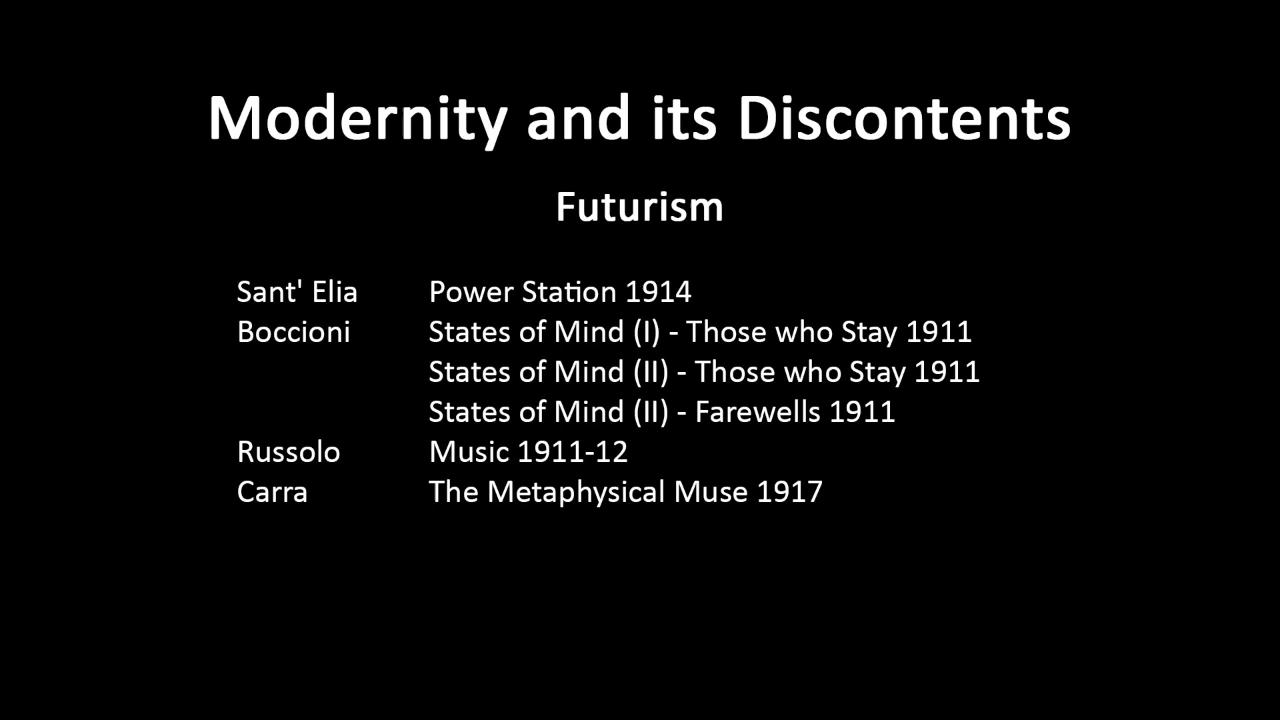 Modernity and its Discontents
Futurism
Sant' Elia Power Station 1914
Boccioni States of Mind (I) - Those who Stay 1911
States of Mind (II) - Those who Stay 1911
States of Mind (II) - Farewells 1911
Russolo Music 1911-12
Carra The Metaphysical Muse 1917